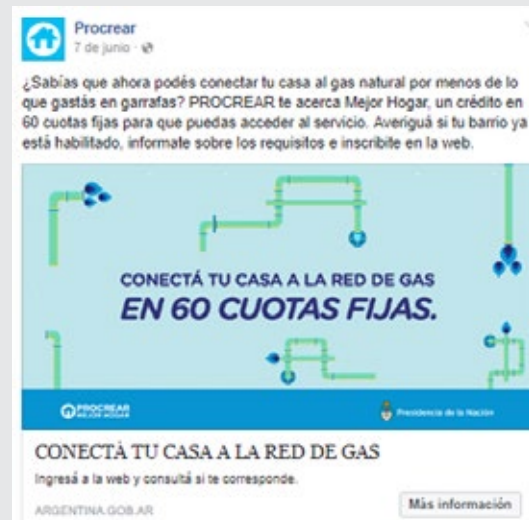 Procrear
7 de junio ·
¿Sabías que ahora podés conectar tu casa al gas natural por menos de lo
que gastás en garrafas? PROCREAR te acerca Mejor Hogar, un crédito en
60 cuotas fijas para que puedas acceder al servicio. Averiguá si tu barrio ya
está habilitado, informate sobre los requisitos e inscribite en la web.
CONECTÁ TU CASA A LA RED DE GAS
EN 60 CUOTAS FIJAS.
PROCREAR
MEJOR HOGAR
Presidencia de la Nación
CONECTÀ TU CASA A LA RED DE GAS
Ingresá a la web y consultá si te corresponde.
ARGENTINA.GOB.AR
Más información